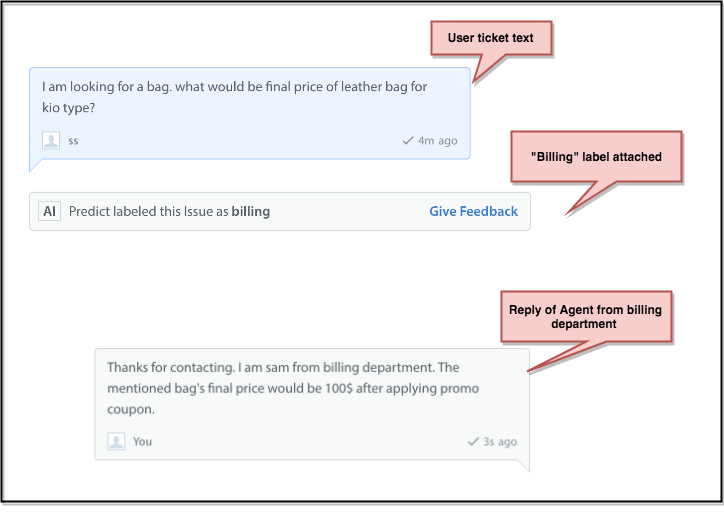 User ticket text
I am looking for a bag. what would be final price of leather bag for
kio type?
ss
4m ago
"Billing" label attached
AI Predict labeled this Issue as billing
Give Feedback
Reply of Agent from billing
department
Thanks for contacting. I am sam from billing department. The
mentioned bag's final price would be 100$ after applying promo
coupon.
You
3s ago